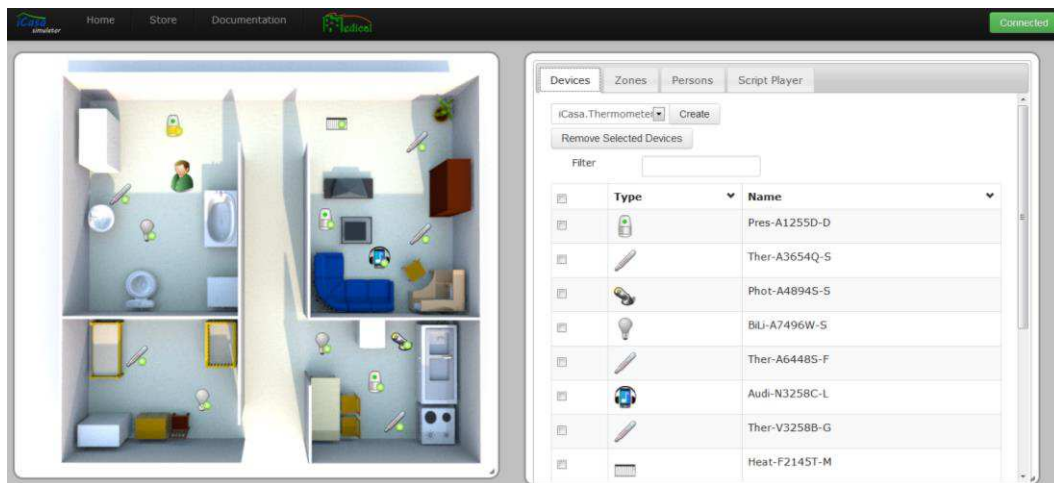 iCasa Home Store Documentation Medical Connected
simulator
Devices Zones Persons Script Player
iCasa.Thermometer Create
Remove Selected Devices
Filter
Type Name
Pres-A1255D-D
Ther-A3654Q-S
Phot-A4894S-S
BiLi-A7496W-S
Ther-A6448S-F
Audi-N3258C-L
Ther-V3258B-G
Heat-F2145T-M